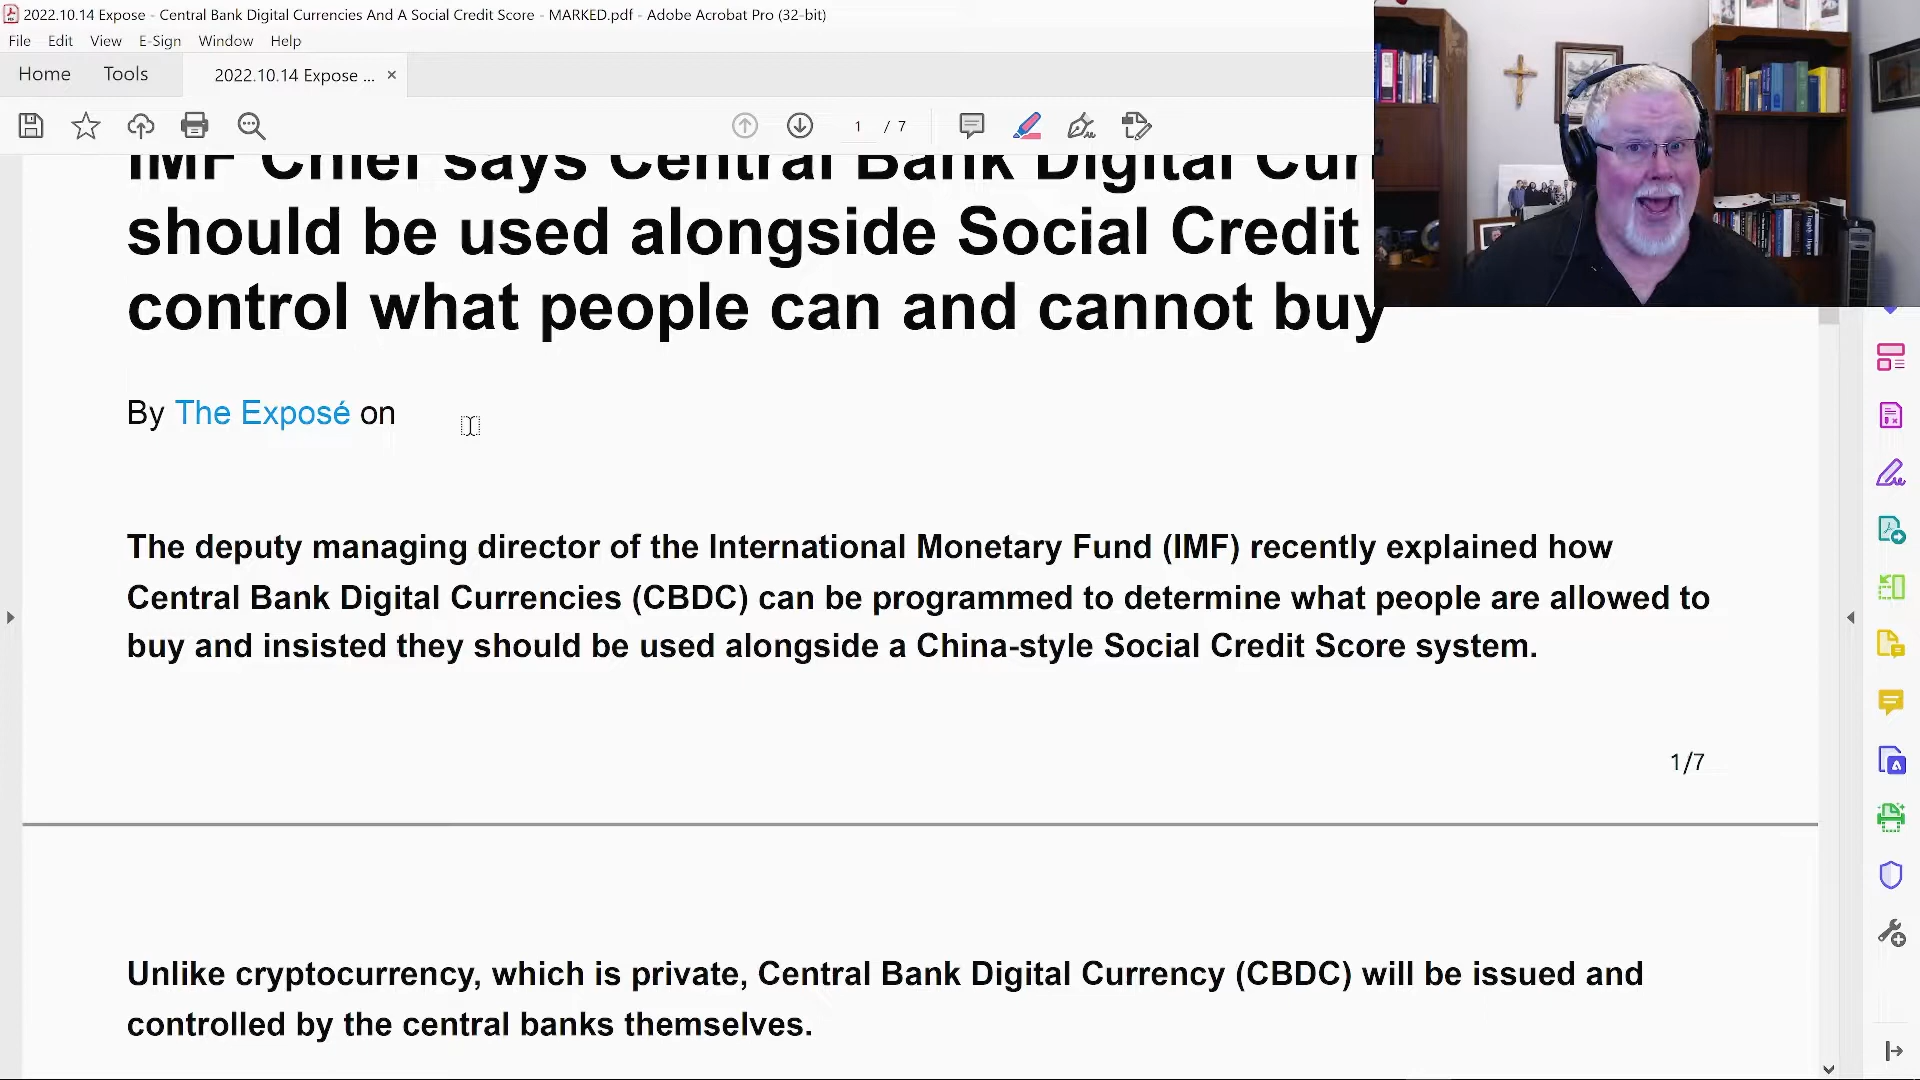 2022.10.14 Expose - Central Bank Digital Currencies And A Social Credit Score - MARKED.pdf - Adobe Acrobat Pro (32-bit)
File Edit View E-Sign Window Help
Home Tools 2022.10.14 Expose ... ×
1 / 7
IMF Chief says Central Bank Digital
should be used alongside Social Credit
control what people can and cannot buy
By The Exposé on
The deputy managing director of the International Monetary Fund (IMF) recently explained how
Central Bank Digital Currencies (CBDC) can be programmed to determine what people are allowed to
buy and insisted they should be used alongside a China-style Social Credit Score system.
1/7
Unlike cryptocurrency, which is private, Central Bank Digital Currency (CBDC) will be issued and
controlled by the central banks themselves.